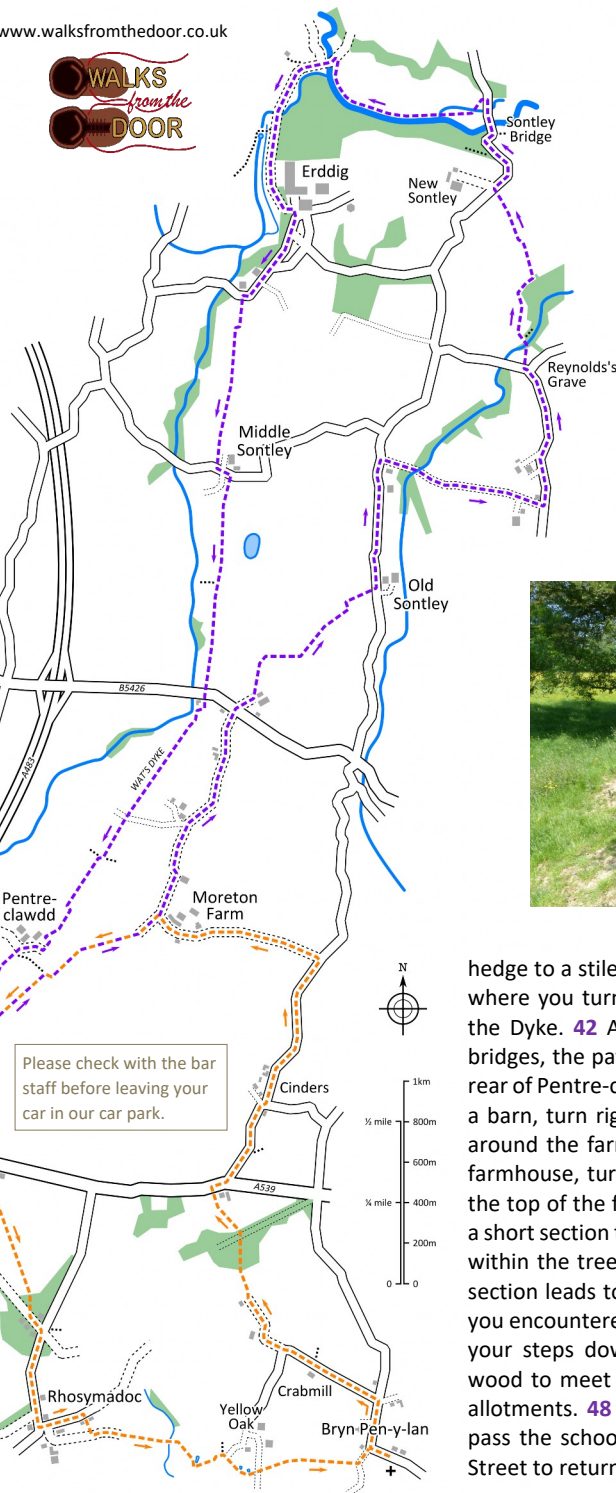 www.walksfromthedoor.co.uk
WALKS
from the
DOOR
Sontley
Bridge
Erddig
New
Sontley
Reynolds's
Grave
Middle
Sontley
Old
Sontley
B5426
A483
WAT'S DYKE
Pentre-
clawdd
Moreton
Farm
N
Please check with the bar
staff before leaving your
car in our car park.
Cinders
1km
½ mile
800m
600m
A539
¼ mile
400m
200m
0
0
Rhosymadoc
Crabmill
Yellow
Oak
Bryn Pen-y-lan
hedge to a stile
where you turn
the Dyke. 42 A
bridges, the pa
rear of Pentre-c
a barn, turn rig
around the farm
farmhouse, tur
the top of the f
a short section
within the tree
section leads to
you encountere
your steps dow
wood to meet
allotments. 48
pass the schoo
Street to return